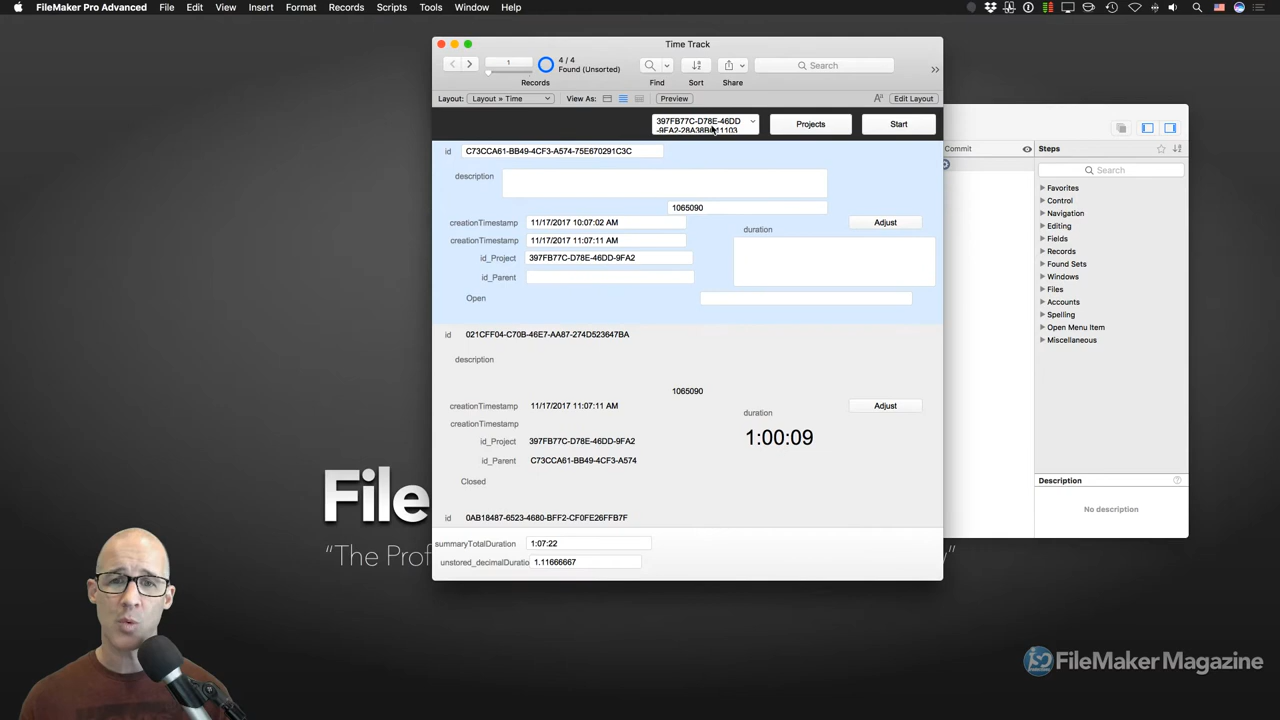 FileMaker Pro Advanced File Edit View Insert Format Records Scripts Tools Window Help
Time Track
1
4 / 4
Found (Unsorted)
Search
Records
Find
Sort
Share
Layout: Layout » Time
View As:
Preview
Edit Layout
397FB77C-D78E-46DD
Projects
Start
Commit
Steps
id C73CCA61-BB49-4CF3-A574-75E670291C3C
Search
description
Favorites
Control
1065090
Navigation
creationTimestamp 11/17/2017 10:07:02 AM
Adjust
Editing
duration
Fields
creationTimestamp 11/17/2017 11:07:11 AM
Records
id_Project 397FB77C-D78E-46DD-9FA2
Found Sets
id_Parent
Windows
Files
Open
Accounts
Spelling
Open Menu Item
id 021CFF04-C70B-46E7-AA87-274D523647BA
Miscellaneous
description
1065090
creationTimestamp 11/17/2017 11:07:11 AM
Adjust
duration
creationTimestamp
1:00:09
id_Project 397FB77C-D78E-46DD-9FA2
id_Parent C73CCA61-BB49-4CF3-A574
Closed
Description
File
No description
id 0AB18487-6523-4680-BFF2-CF0FE26FFB7F
summaryTotalDuration 1:07:22
unstored_decimalDuratio 1.11666667
"The Prof
y"
FileMaker Magazine